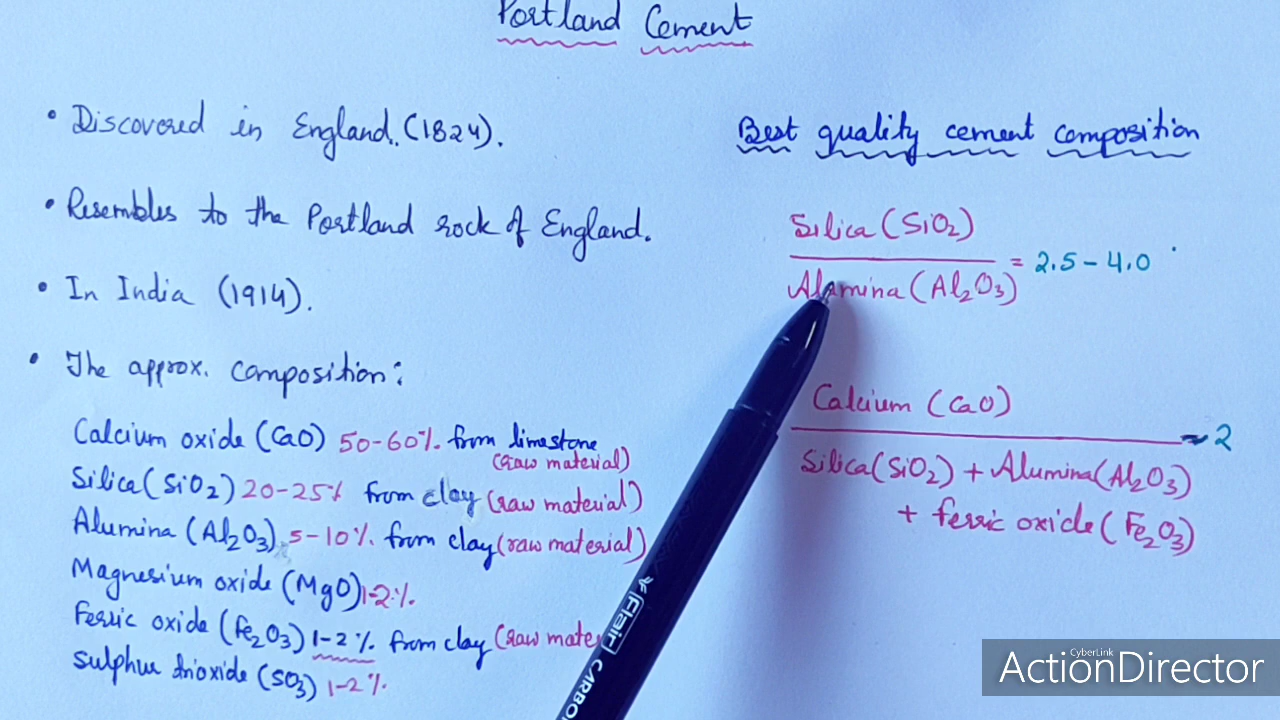 Portland Cement
• Discovered in England.. (1824).
• Resembles to the Portland rock of England.
• In India (1914).
• The approx. composition:
Calcium oxide (CaO) 50-60%. from limestone
(raw material)
Silica (SiO2) 20-25% from clay (raw material)
Alumina (Al2O3) 5-10%. from clay (raw material)
Magnesium oxide (MgO) 1-2%.
Ferric oxide (Fe2O3) 1-2%. from clay (raw mate
Sulphur trioxide (SO3) 1-2%.
Best quality cement composition
Silica (SiO2)
= 2.5 - 4.0
Alumina (Al2O3)
Calcium (CaO)
~ 2
Silica (SiO2) + Alumina (Al2O3)
+ ferric oxide (Fe2O3)
Flair CARBO
CyberLink
ActionDirector